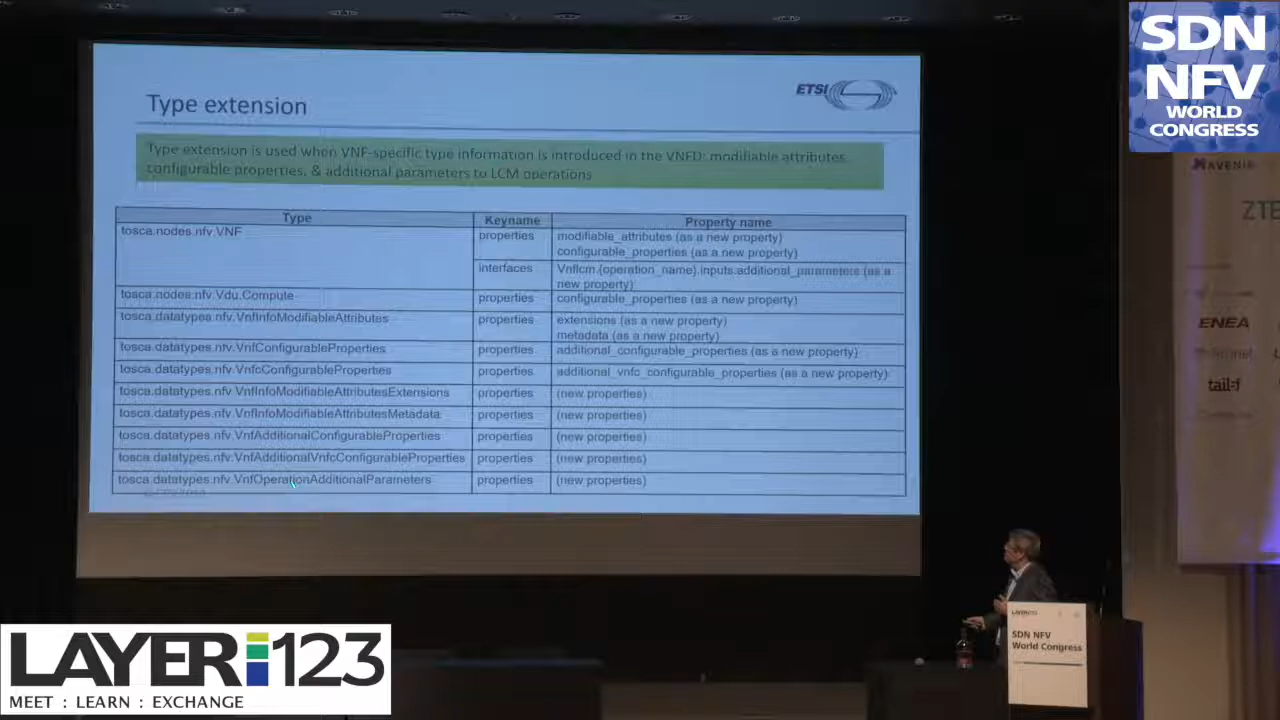 SDN
NFV
WORLD
CONGRESS
ETSI
Type extension
Type extension is used when VNF-specific type information is introduced in the VNFD: modifiable attributes,
configurable properties, & additional parameters to LCM operations
Type Keyname Property name
tosca.nodes.nfv.VNF properties modifiable_attributes (as a new property)
configurable_properties (as a new property)
interfaces Vnflcm.{operation_name}.inputs.additional_parameters (as a
new property)
tosca.nodes.nfv.Vdu.Compute properties configurable_properties (as a new property)
tosca.datatypes.nfv.VnfInfoModifiableAttributes properties extensions (as a new property)
metadata (as a new property)
tosca.datatypes.nfv.VnfConfigurableProperties properties additional_configurable_properties (as a new property)
tosca.datatypes.nfv.VnfcConfigurableProperties properties additional_vnfc_configurable_properties (as a new property)
tosca.datatypes.nfv.VnfInfoModifiableAttributesExtensions properties (new properties)
tosca.datatypes.nfv.VnfInfoModifiableAttributesMetadata properties (new properties)
tosca.datatypes.nfv.VnfAdditionalConfigurableProperties properties (new properties)
tosca.datatypes.nfv.VnfAdditionalVnfcConfigurableProperties properties (new properties)
tosca.datatypes.nfv.VnfOperationAdditionalParameters properties (new properties)
ZTE
ENEA
tail-f
SDN NFV
World Congress
LAYER 123
MEET : LEARN : EXCHANGE